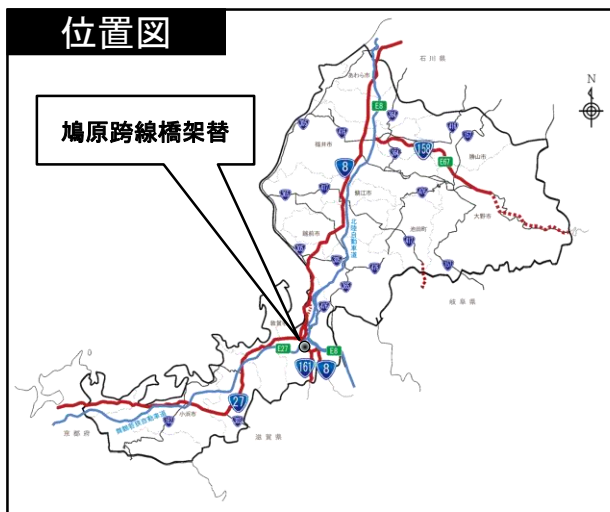 位置図
鳩原跨線橋架替
石川県
N
あわら市
E8
福井市
158
勝山市
E67
8
鯖江市
大野市
池田町
越前市
北陸自動車道
岐阜県
敦賀市
E27
E8
161
8
27
小浜市
舞鶴若狭自動車道
京都府
滋賀県